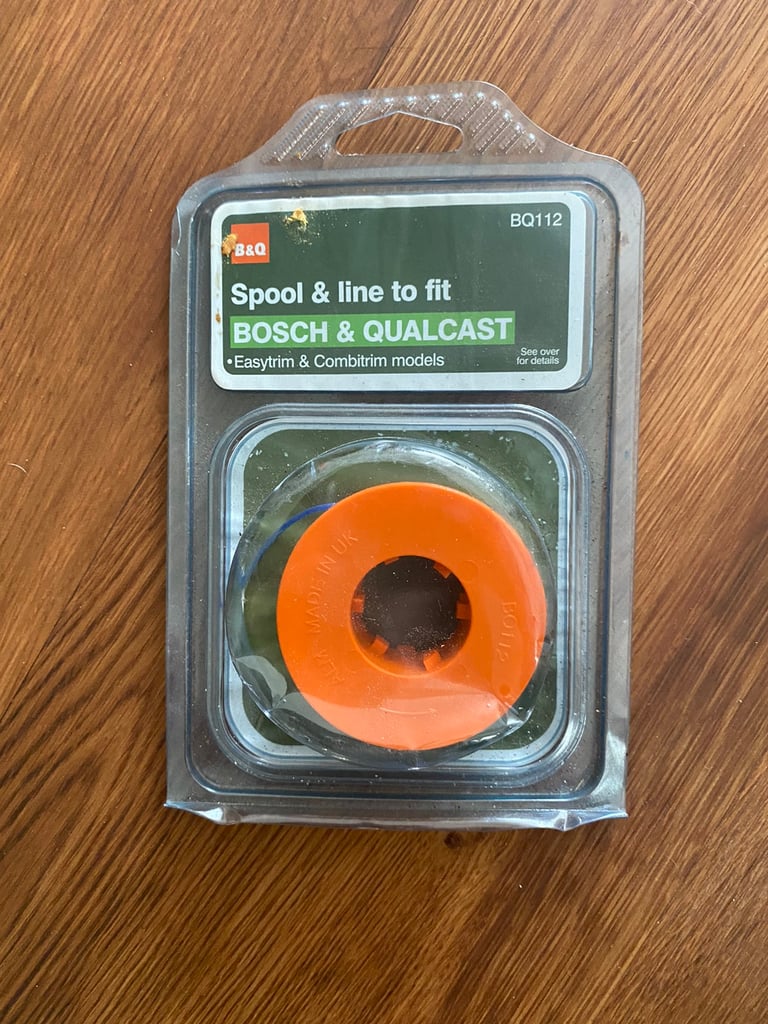 BQ112
B&Q
Spool & line to fit
BOSCH & QUALCAST
•Easytrim & Combitrim models
See over
for details
MADE IN UK
BQ112